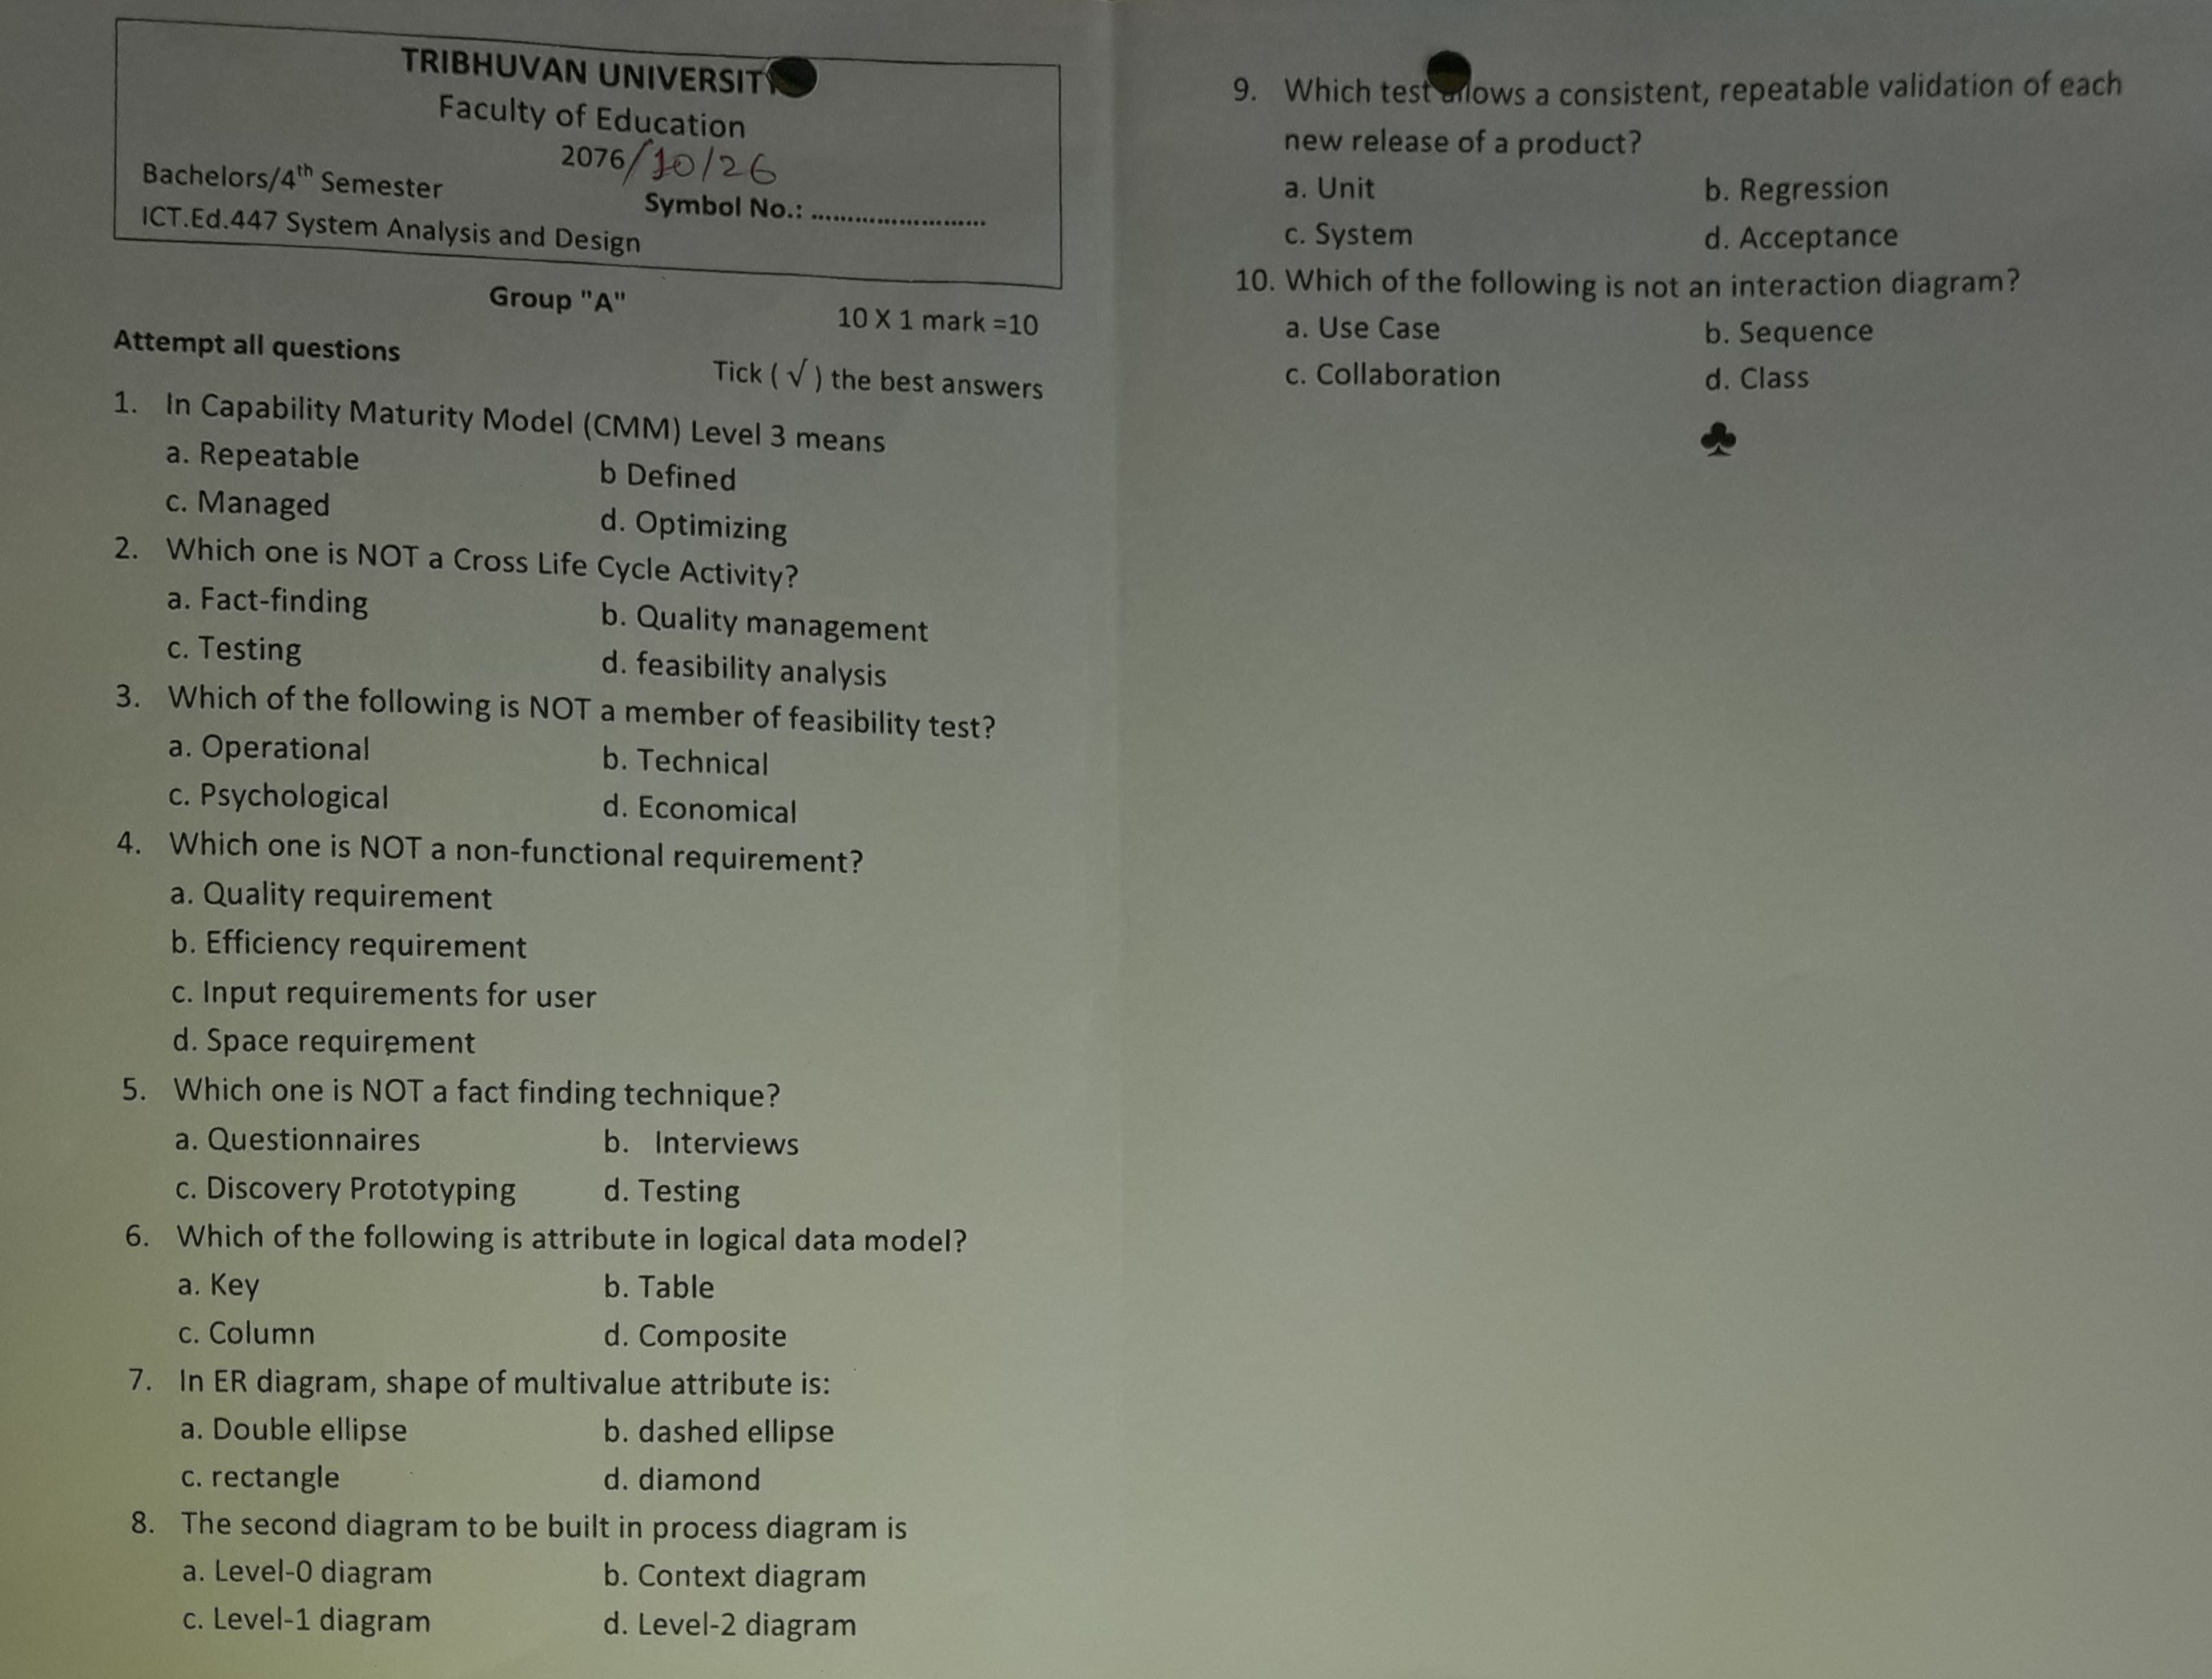 TRIBHUVAN UNIVERSITY
Faculty of Education
2076/10/26
Bachelors/4th Semester
Symbol No.: ........................
ICT.Ed.447 System Analysis and Design
Group "A"
10 X 1 mark =10
Attempt all questions
Tick ( √ ) the best answers
1. In Capability Maturity Model (CMM) Level 3 means
a. Repeatable b Defined
c. Managed d. Optimizing
2. Which one is NOT a Cross Life Cycle Activity?
a. Fact-finding b. Quality management
c. Testing d. feasibility analysis
3. Which of the following is NOT a member of feasibility test?
a. Operational b. Technical
c. Psychological d. Economical
4. Which one is NOT a non-functional requirement?
a. Quality requirement
b. Efficiency requirement
c. Input requirements for user
d. Space requirement
5. Which one is NOT a fact finding technique?
a. Questionnaires b. Interviews
c. Discovery Prototyping d. Testing
6. Which of the following is attribute in logical data model?
a. Key b. Table
c. Column d. Composite
7. In ER diagram, shape of multivalue attribute is:
a. Double ellipse b. dashed ellipse
c. rectangle d. diamond
8. The second diagram to be built in process diagram is
a. Level-0 diagram b. Context diagram
c. Level-1 diagram d. Level-2 diagram
9. Which test allows a consistent, repeatable validation of each
new release of a product?
a. Unit b. Regression
c. System d. Acceptance
10. Which of the following is not an interaction diagram?
a. Use Case b. Sequence
c. Collaboration d. Class
♣